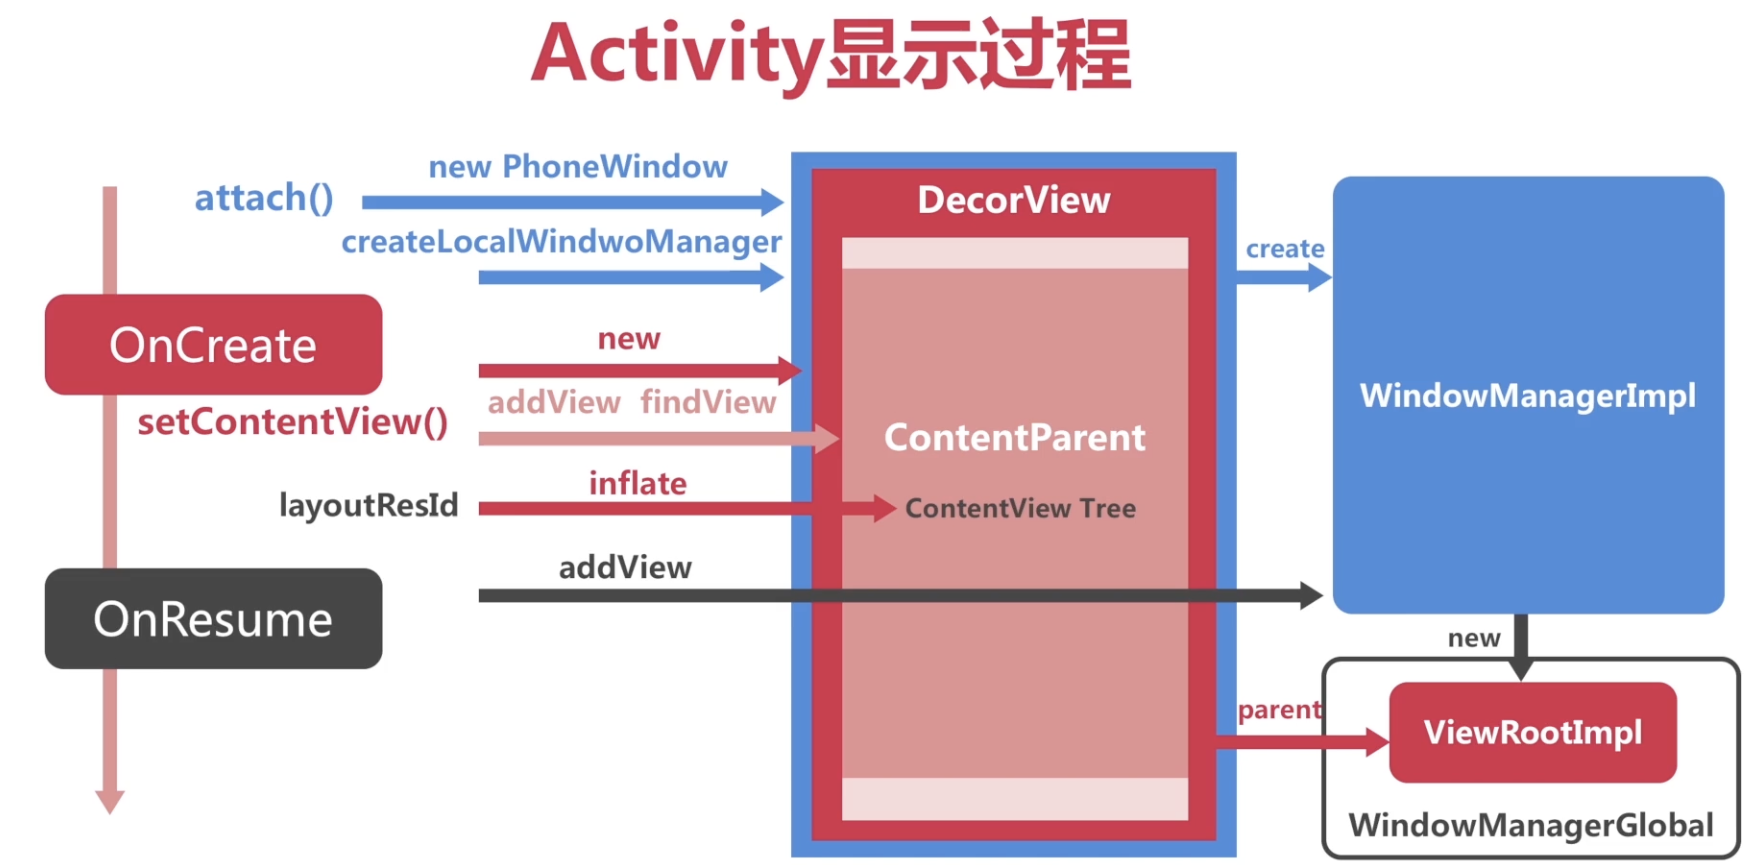 Activity显示过程
new PhoneWindow
attach()
createLocalWindwoManager
DecorView
create
OnCreate
new
addView findView
setContentView()
ContentParent
WindowManagerImpl
inflate
layoutResId
ContentView Tree
addView
OnResume
new
parent
ViewRootImpl
WindowManagerGlobal